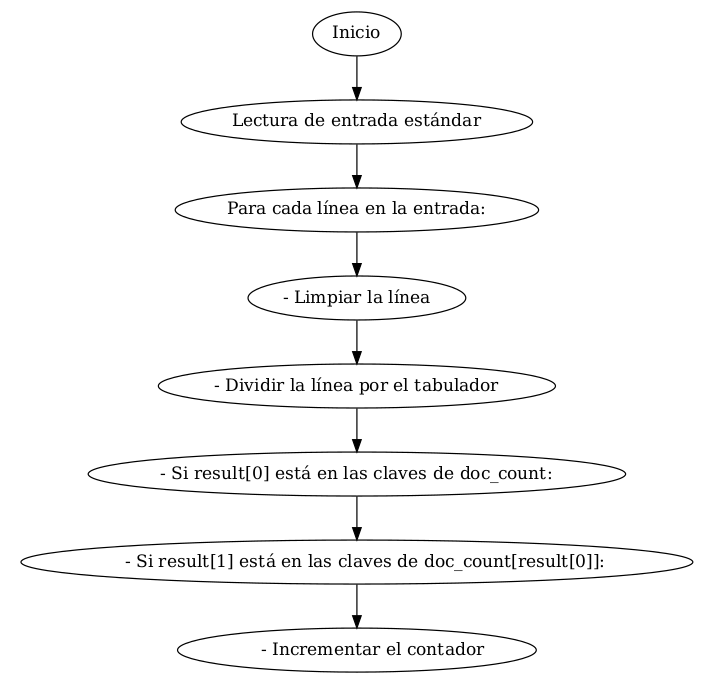 Inicio
Lectura de entrada estándar
Para cada línea en la entrada:
- Limpiar la línea
- Dividir la línea por el tabulador
- Si result[0] está en las claves de doc_count:
- Si result[1] está en las claves de doc_count[result[0]]:
- Incrementar el contador